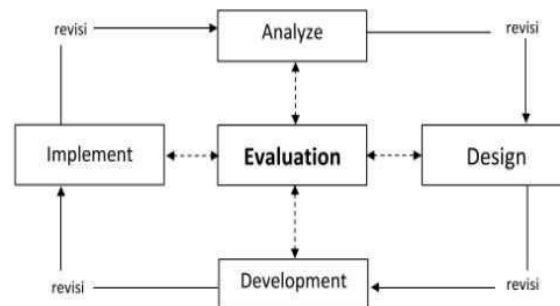 revisi
Analyze
revisi
Implement
Evaluation
Design
revisi
Development
revisi